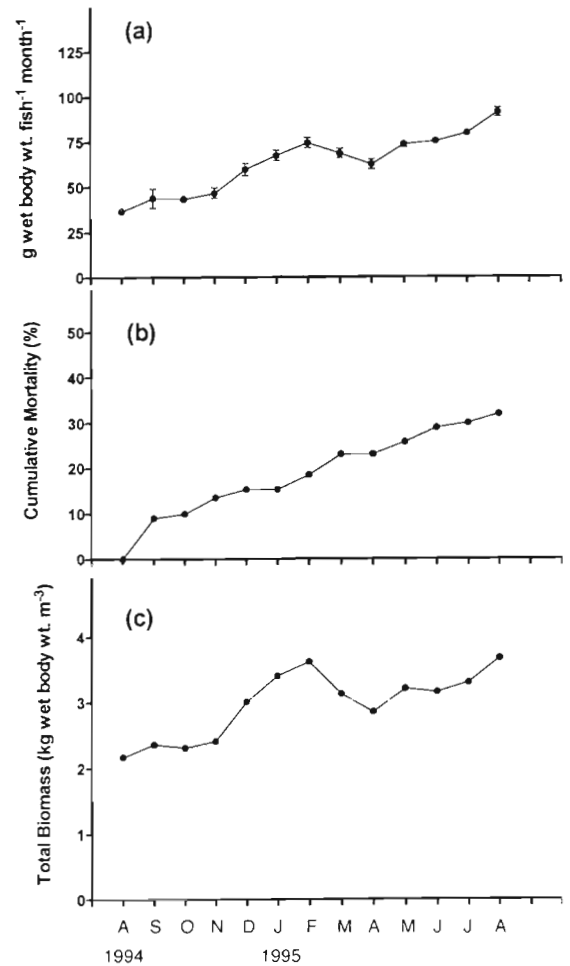 (a)
g wet body wt. fish⁻¹ month⁻¹
125
100
75
50
25
0
(b)
Cumulative Mortality (%)
50
40
30
20
10
0
(c)
Total Biomass (kg wet body wt. m⁻³)
4
3
2
1
0
A S O N D J F M A M J J A
1994 1995